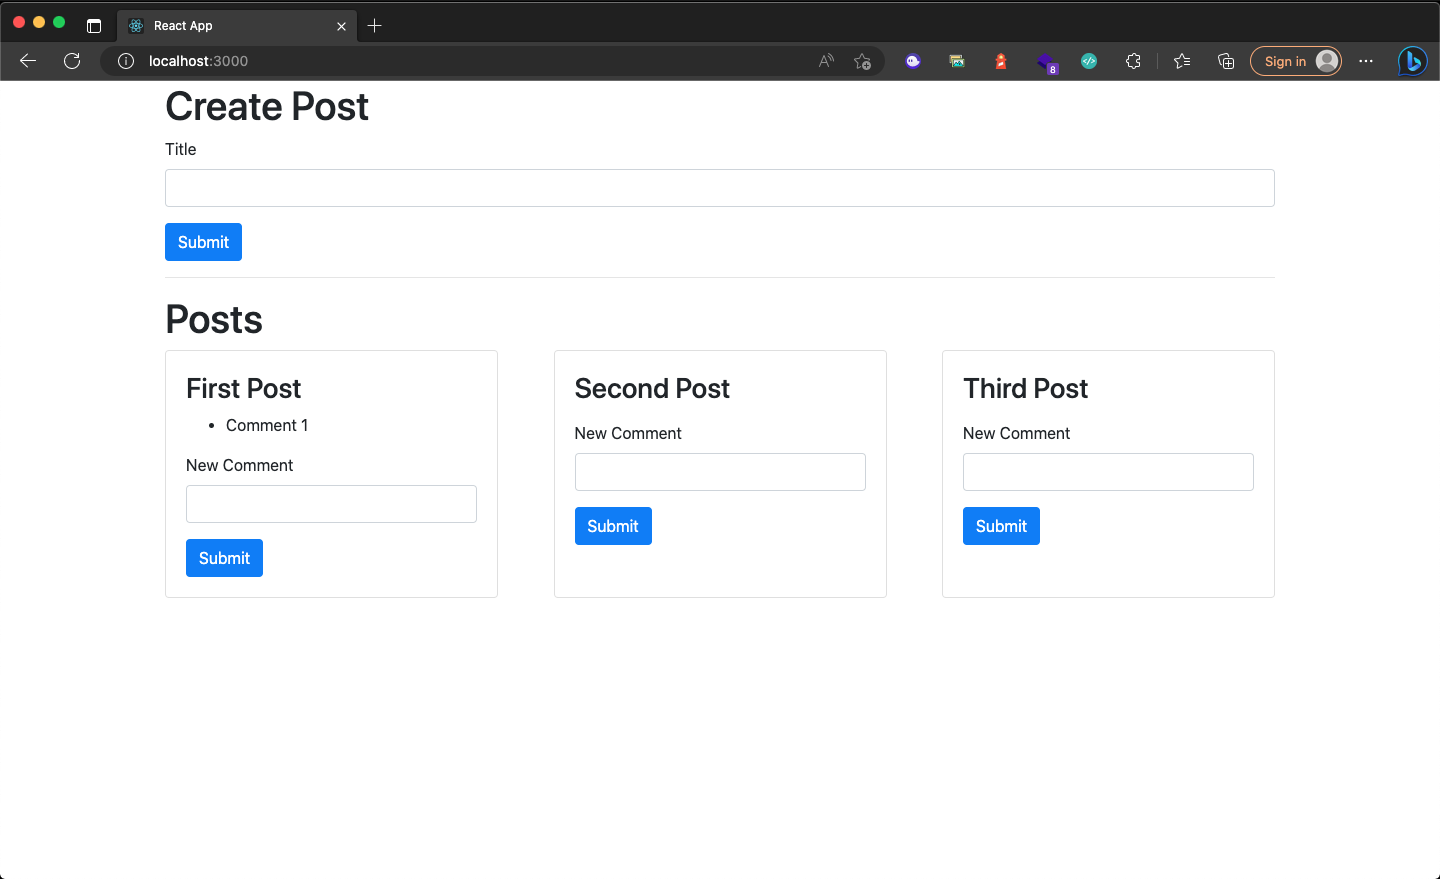 React App
localhost:3000
8
Sign in
Create Post
Title
Submit
Posts
First Post
Comment 1
New Comment
Submit
Second Post
New Comment
Submit
Third Post
New Comment
Submit